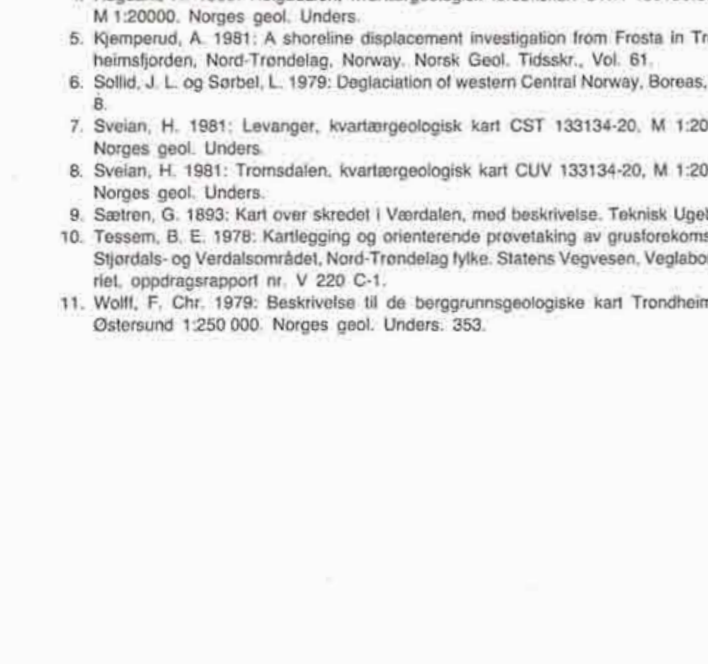 M 1:20000. Norges geol. Unders.
5. Kjemperud, A. 1981: A shoreline displacement investigation from Frosta in Tr
heimsfjorden, Nord-Trøndelag, Norway. Norsk Geol. Tidsskr., Vol. 61.
6. Sollid, J. L. og Sørbel, L. 1979: Deglaciation of western Central Norway, Boreas,
8.
7. Sveian, H. 1981: Levanger, kvartærgeologisk kart CST 133134-20, M 1:20
Norges geol. Unders.
8. Sveian, H. 1981: Tromsdalen, kvartærgeologisk kart CUV 133134-20, M 1:20
Norges geol. Unders.
9. Sætren, G. 1893: Kart over skredet i Værdalen, med beskrivelse. Teknisk Ugel
10. Tessem, B. E. 1978: Kartlegging og orienterende prøvetaking av grusforekoms
Stjørdals- og Verdalsområdet, Nord-Trøndelag fylke. Statens Vegvesen, Veglabo
riet, oppdragsrapport nr. V 220 C-1.
11. Wolff, F. Chr. 1979: Beskrivelse til de berggrunnsgeologiske kart Trondheim
Østersund 1:250 000. Norges geol. Unders. 353.